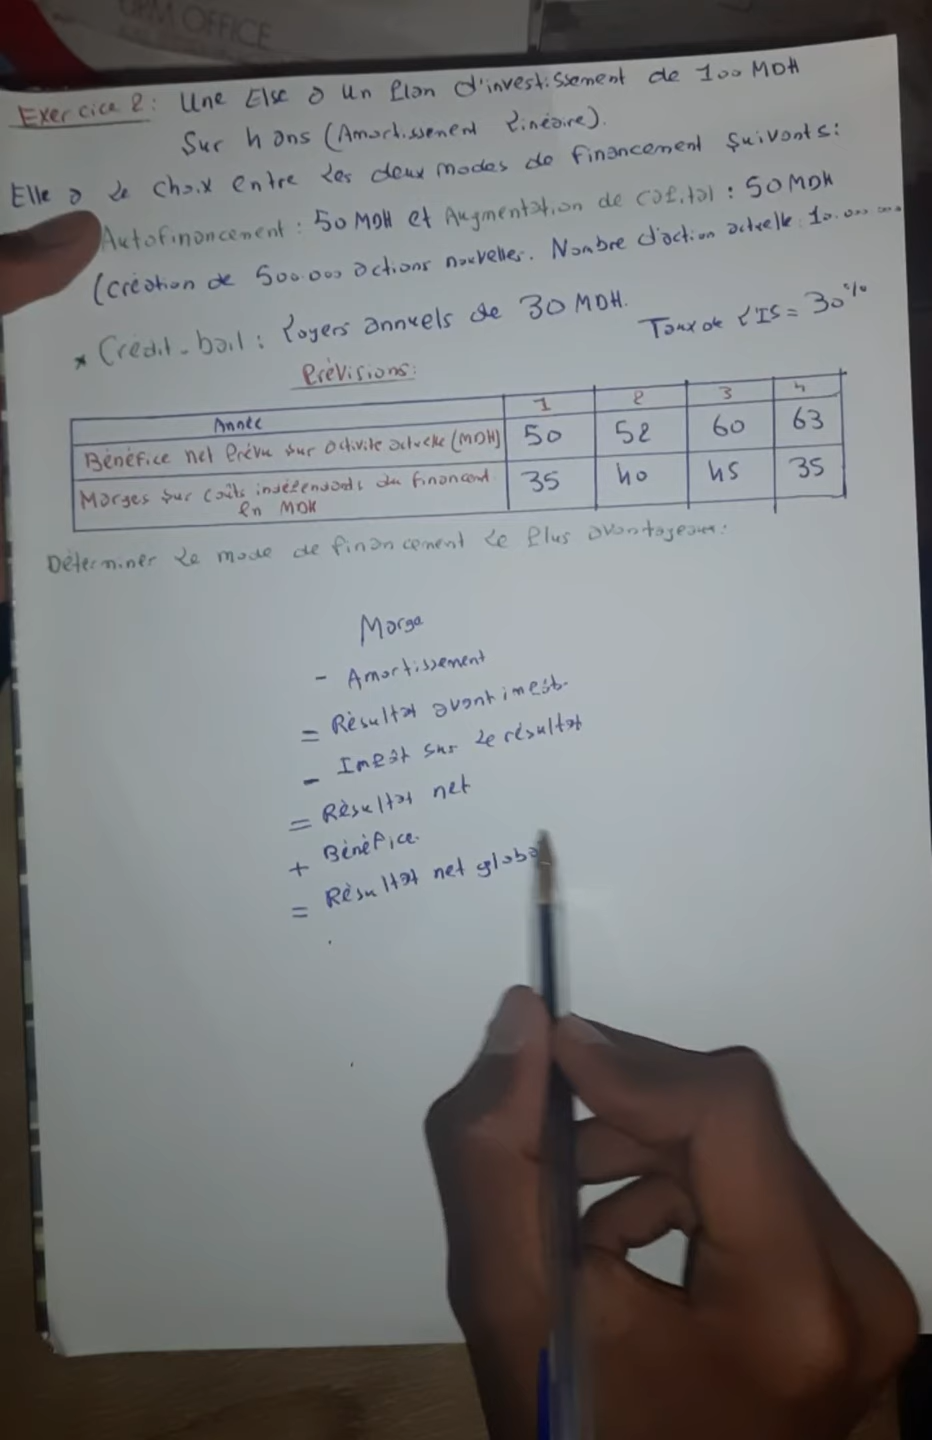 OFFICE
Exercice 2: Une Else a un Plan d'investissement de 100 MDH
Sur 4 ans (Amortissement linéaire).
Elle a le choix entre les deux modes de financement suivants:
Autofinancement : 50 MDH et Augmentation de capital : 50 MDH
(création de 500.000 actions nouvelles. Nombre d'action actuelle: 10.000.000
* Crédit-bail : loyers annuels de 30 MDH. Taux de l'IS = 30%
Prévisions:
Année 1 2 3 4
Bénéfice net Prévu sur activité actuelle (MDH) 50 52 60 63
Marges sur coûts indépendants du financent 35 40 45 35
en MDH
Déterminer le mode de financement le plus avantageux:
Marge
- Amortissement
= Résultat avant impôt.
- Impôt sur le résultat
= Résultat net
+ Bénéfice.
= Résultat net globa